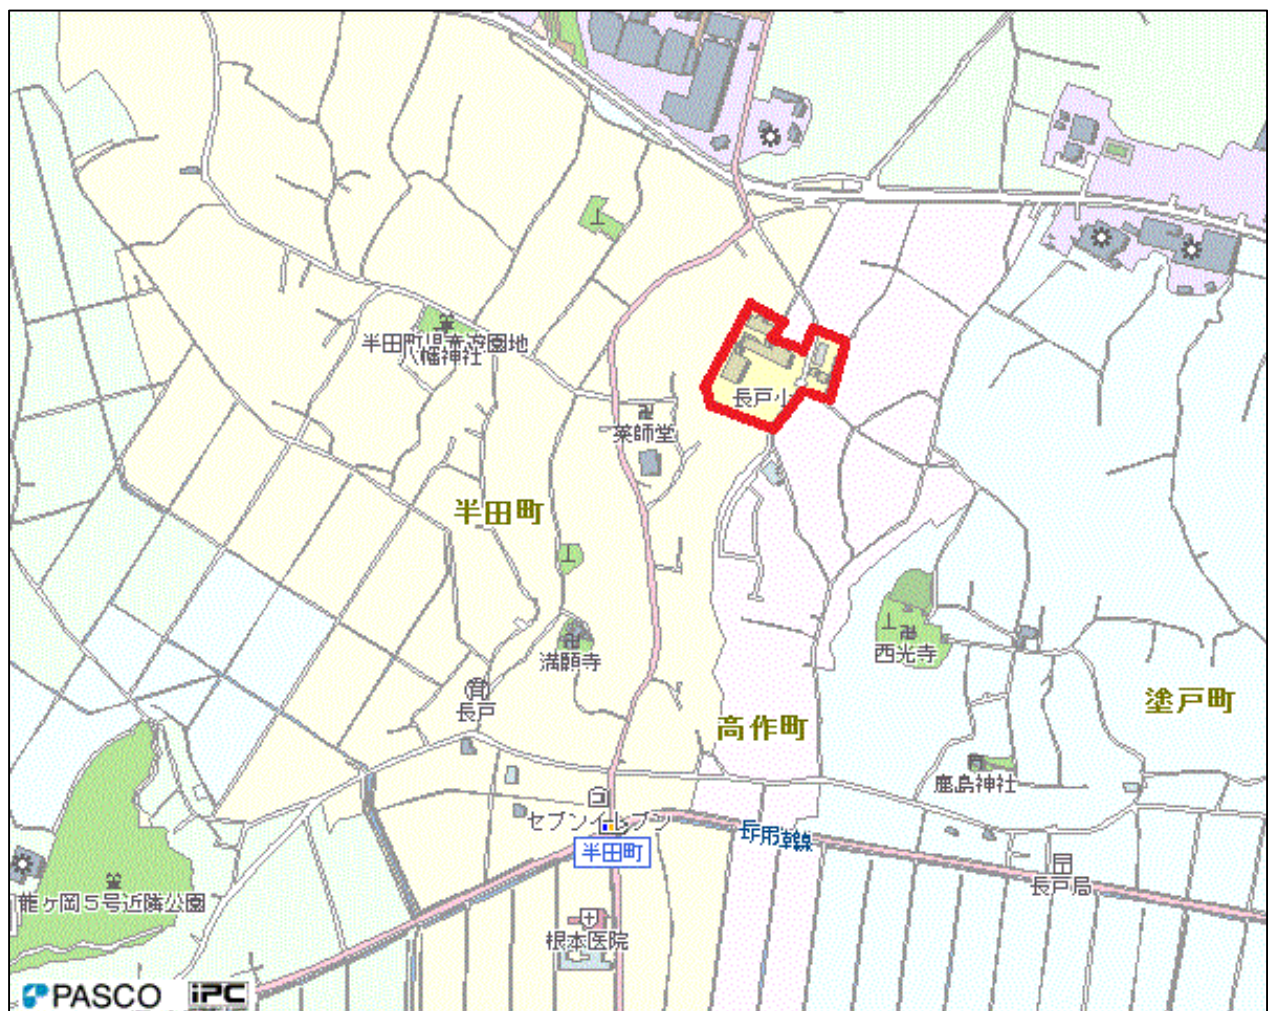 半田町児童遊園地
八幡神社
長戸小
薬師堂
半田町
満願寺
西光寺
長戸
塗戸町
高作町
鹿島神社
セブンイレブン
半田町
長戸局
龍ヶ岡5号近隣公園
根本医院
PASCO iPC